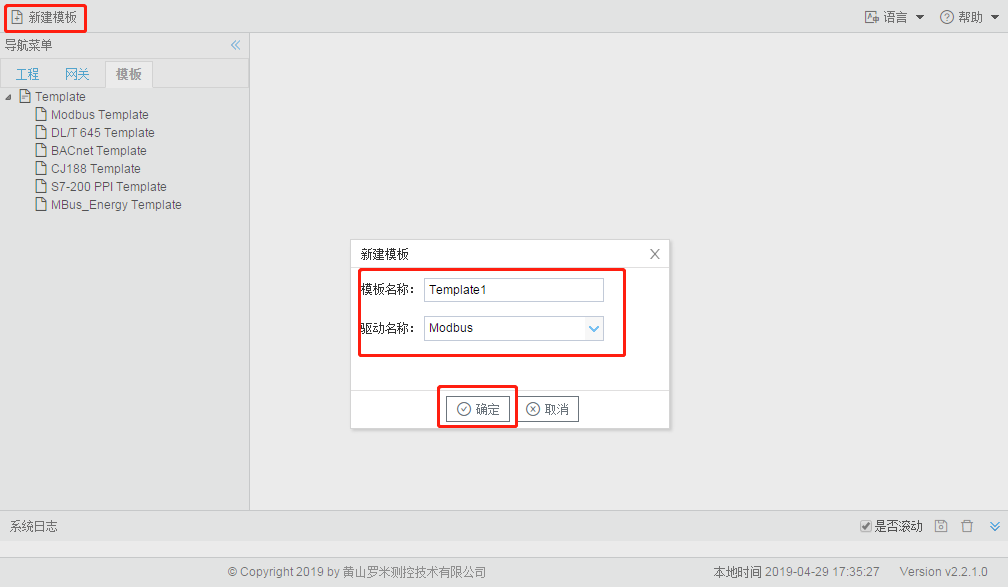 新建模板
语言
帮助
导航菜单
工程
网关
模板
Template
Modbus Template
DL/T 645 Template
BACnet Template
CJ188 Template
S7-200 PPI Template
MBus_Energy Template
新建模板
模板名称: Template1
驱动名称: Modbus
确定
取消
系统日志
是否滚动
© Copyright 2019 by 黄山罗米测控技术有限公司
本地时间 2019-04-29 17:35:27
Version v2.2.1.0